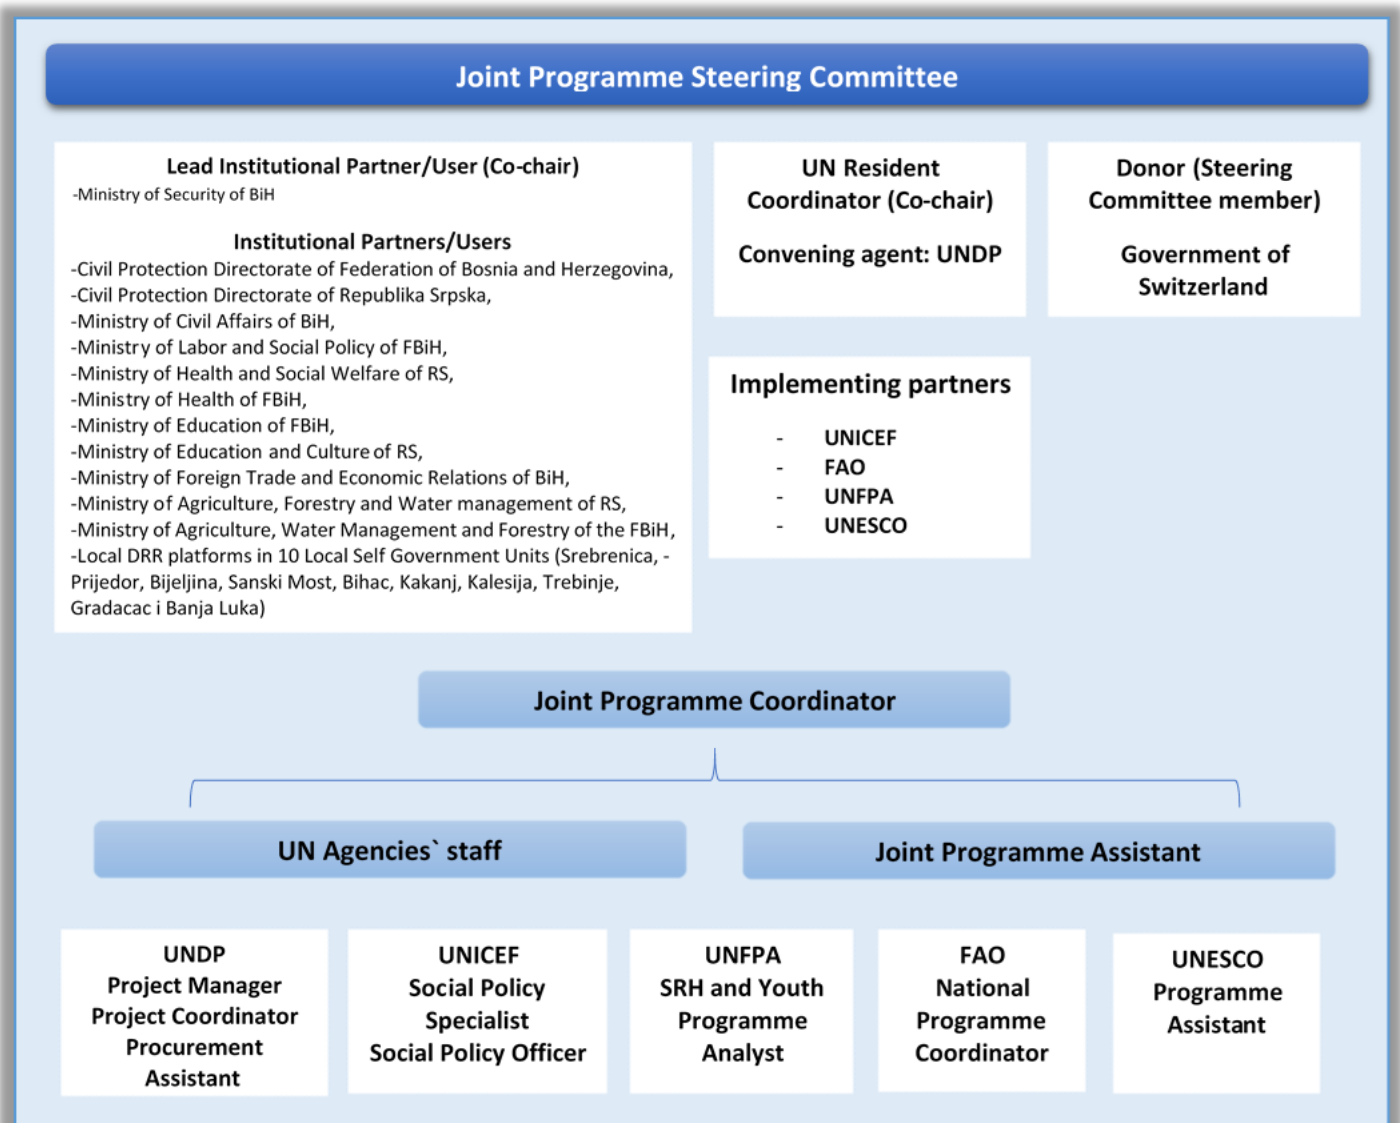 Joint Programme Steering Committee
Lead Institutional Partner/User (Co-chair)
-Ministry of Security of BiH
Institutional Partners/Users
-Civil Protection Directorate of Federation of Bosnia and Herzegovina,
-Civil Protection Directorate of Republika Srpska,
-Ministry of Civil Affairs of BiH,
-Ministry of Labor and Social Policy of FBiH,
-Ministry of Health and Social Welfare of RS,
-Ministry of Health of FBiH,
-Ministry of Education of FBiH,
-Ministry of Education and Culture of RS,
-Ministry of Foreign Trade and Economic Relations of BiH,
-Ministry of Agriculture, Forestry and Water management of RS,
-Ministry of Agriculture, Water Management and Forestry of the FBiH,
-Local DRR platforms in 10 Local Self Government Units (Srebrenica, -
Prijedor, Bijeljina, Sanski Most, Bihac, Kakanj, Kalesija, Trebinje,
Gradacac i Banja Luka)
UN Resident
Coordinator (Co-chair)
Convening agent: UNDP
Donor (Steering
Committee member)
Government of
Switzerland
Implementing partners
- UNICEF
- FAO
- UNFPA
- UNESCO
Joint Programme Coordinator
UN Agencies` staff
Joint Programme Assistant
UNDP
Project Manager
Project Coordinator
Procurement
Assistant
UNICEF
Social Policy
Specialist
Social Policy Officer
UNFPA
SRH and Youth
Programme
Analyst
FAO
National
Programme
Coordinator
UNESCO
Programme
Assistant